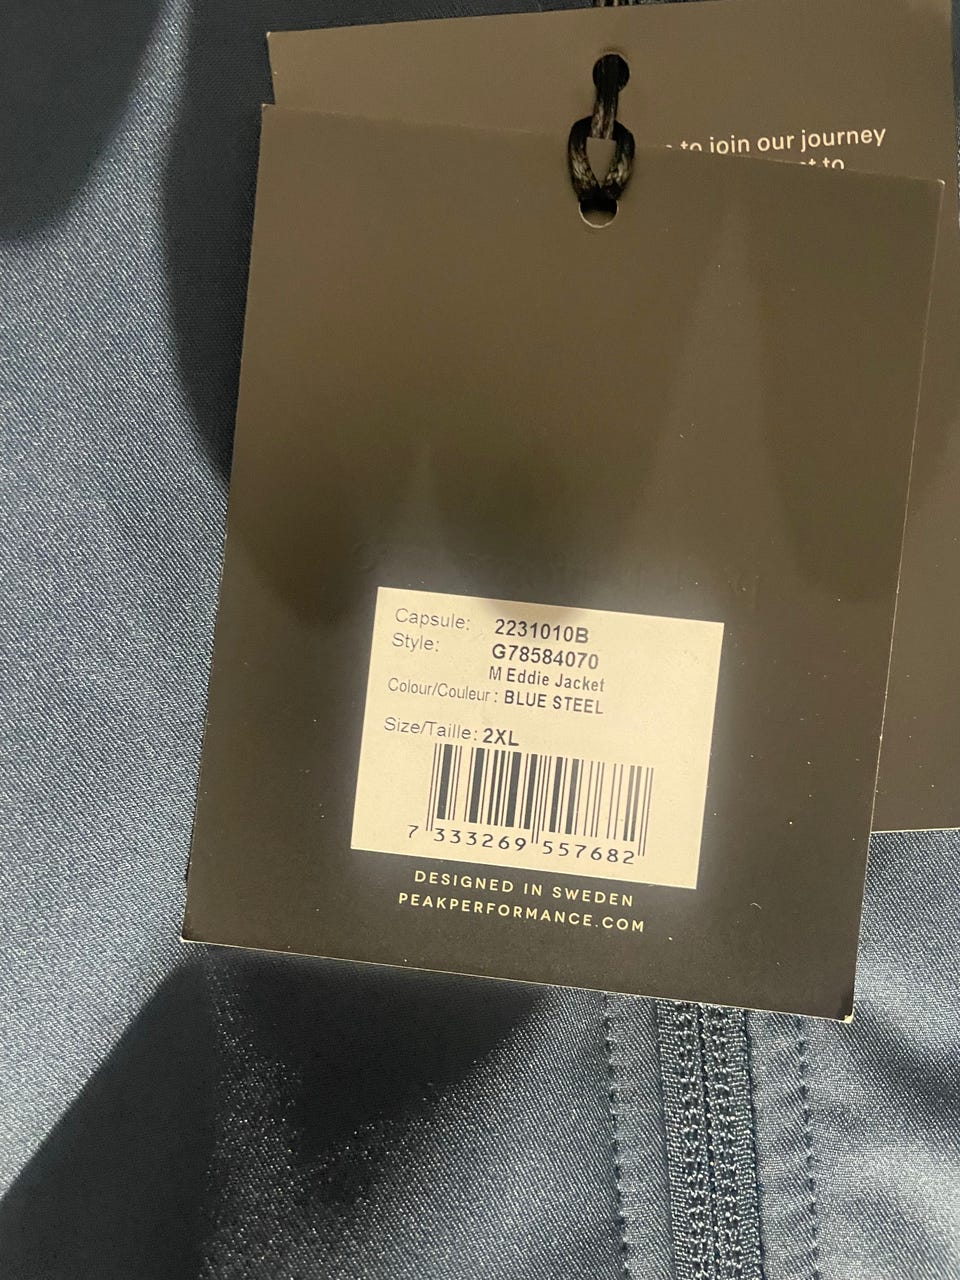 to join our journey
to
Capsule: 2231010B
Style: G78584070
M Eddie Jacket
Colour/Couleur : BLUE STEEL
Size/Taille: 2XL
7 333269 557682
DESIGNED IN SWEDEN
PEAKPERFORMANCE.COM